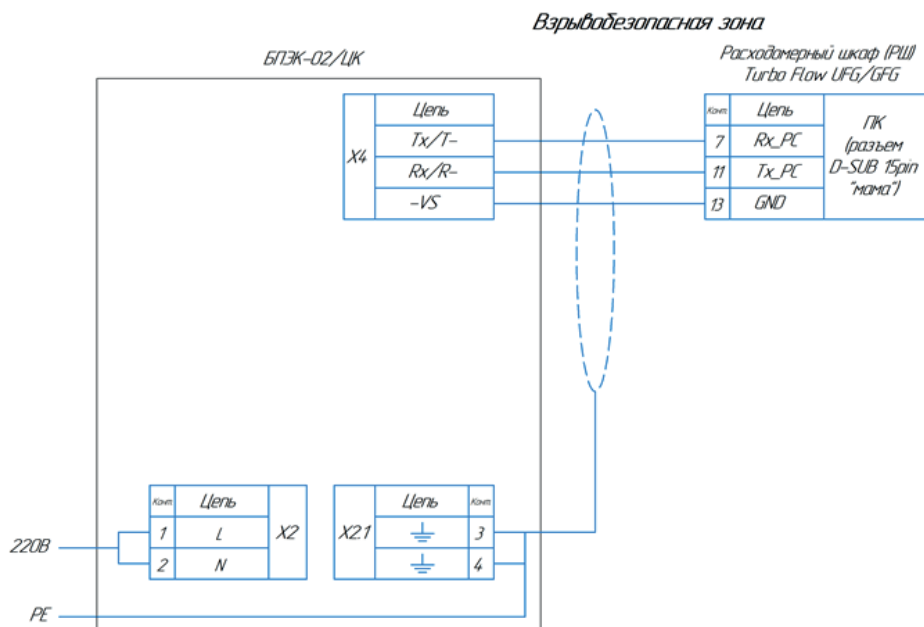 Взрывобезопасная зона
БПЭК-02/ЦК
Расходомерный шкаф (РШ)
Turbo Flow UFG/GFG
X4
Цепь
Tx/T-
Rx/R-
-VS
Конт.
Цепь
7
Rx_PC
11
Tx_PC
13
GND
ПК
(разъем
D-SUB 15pin
"мама")
Конт.
Цепь
1
L
2
N
X2
X2.1
Цепь
Конт.
3
4
220В
PE